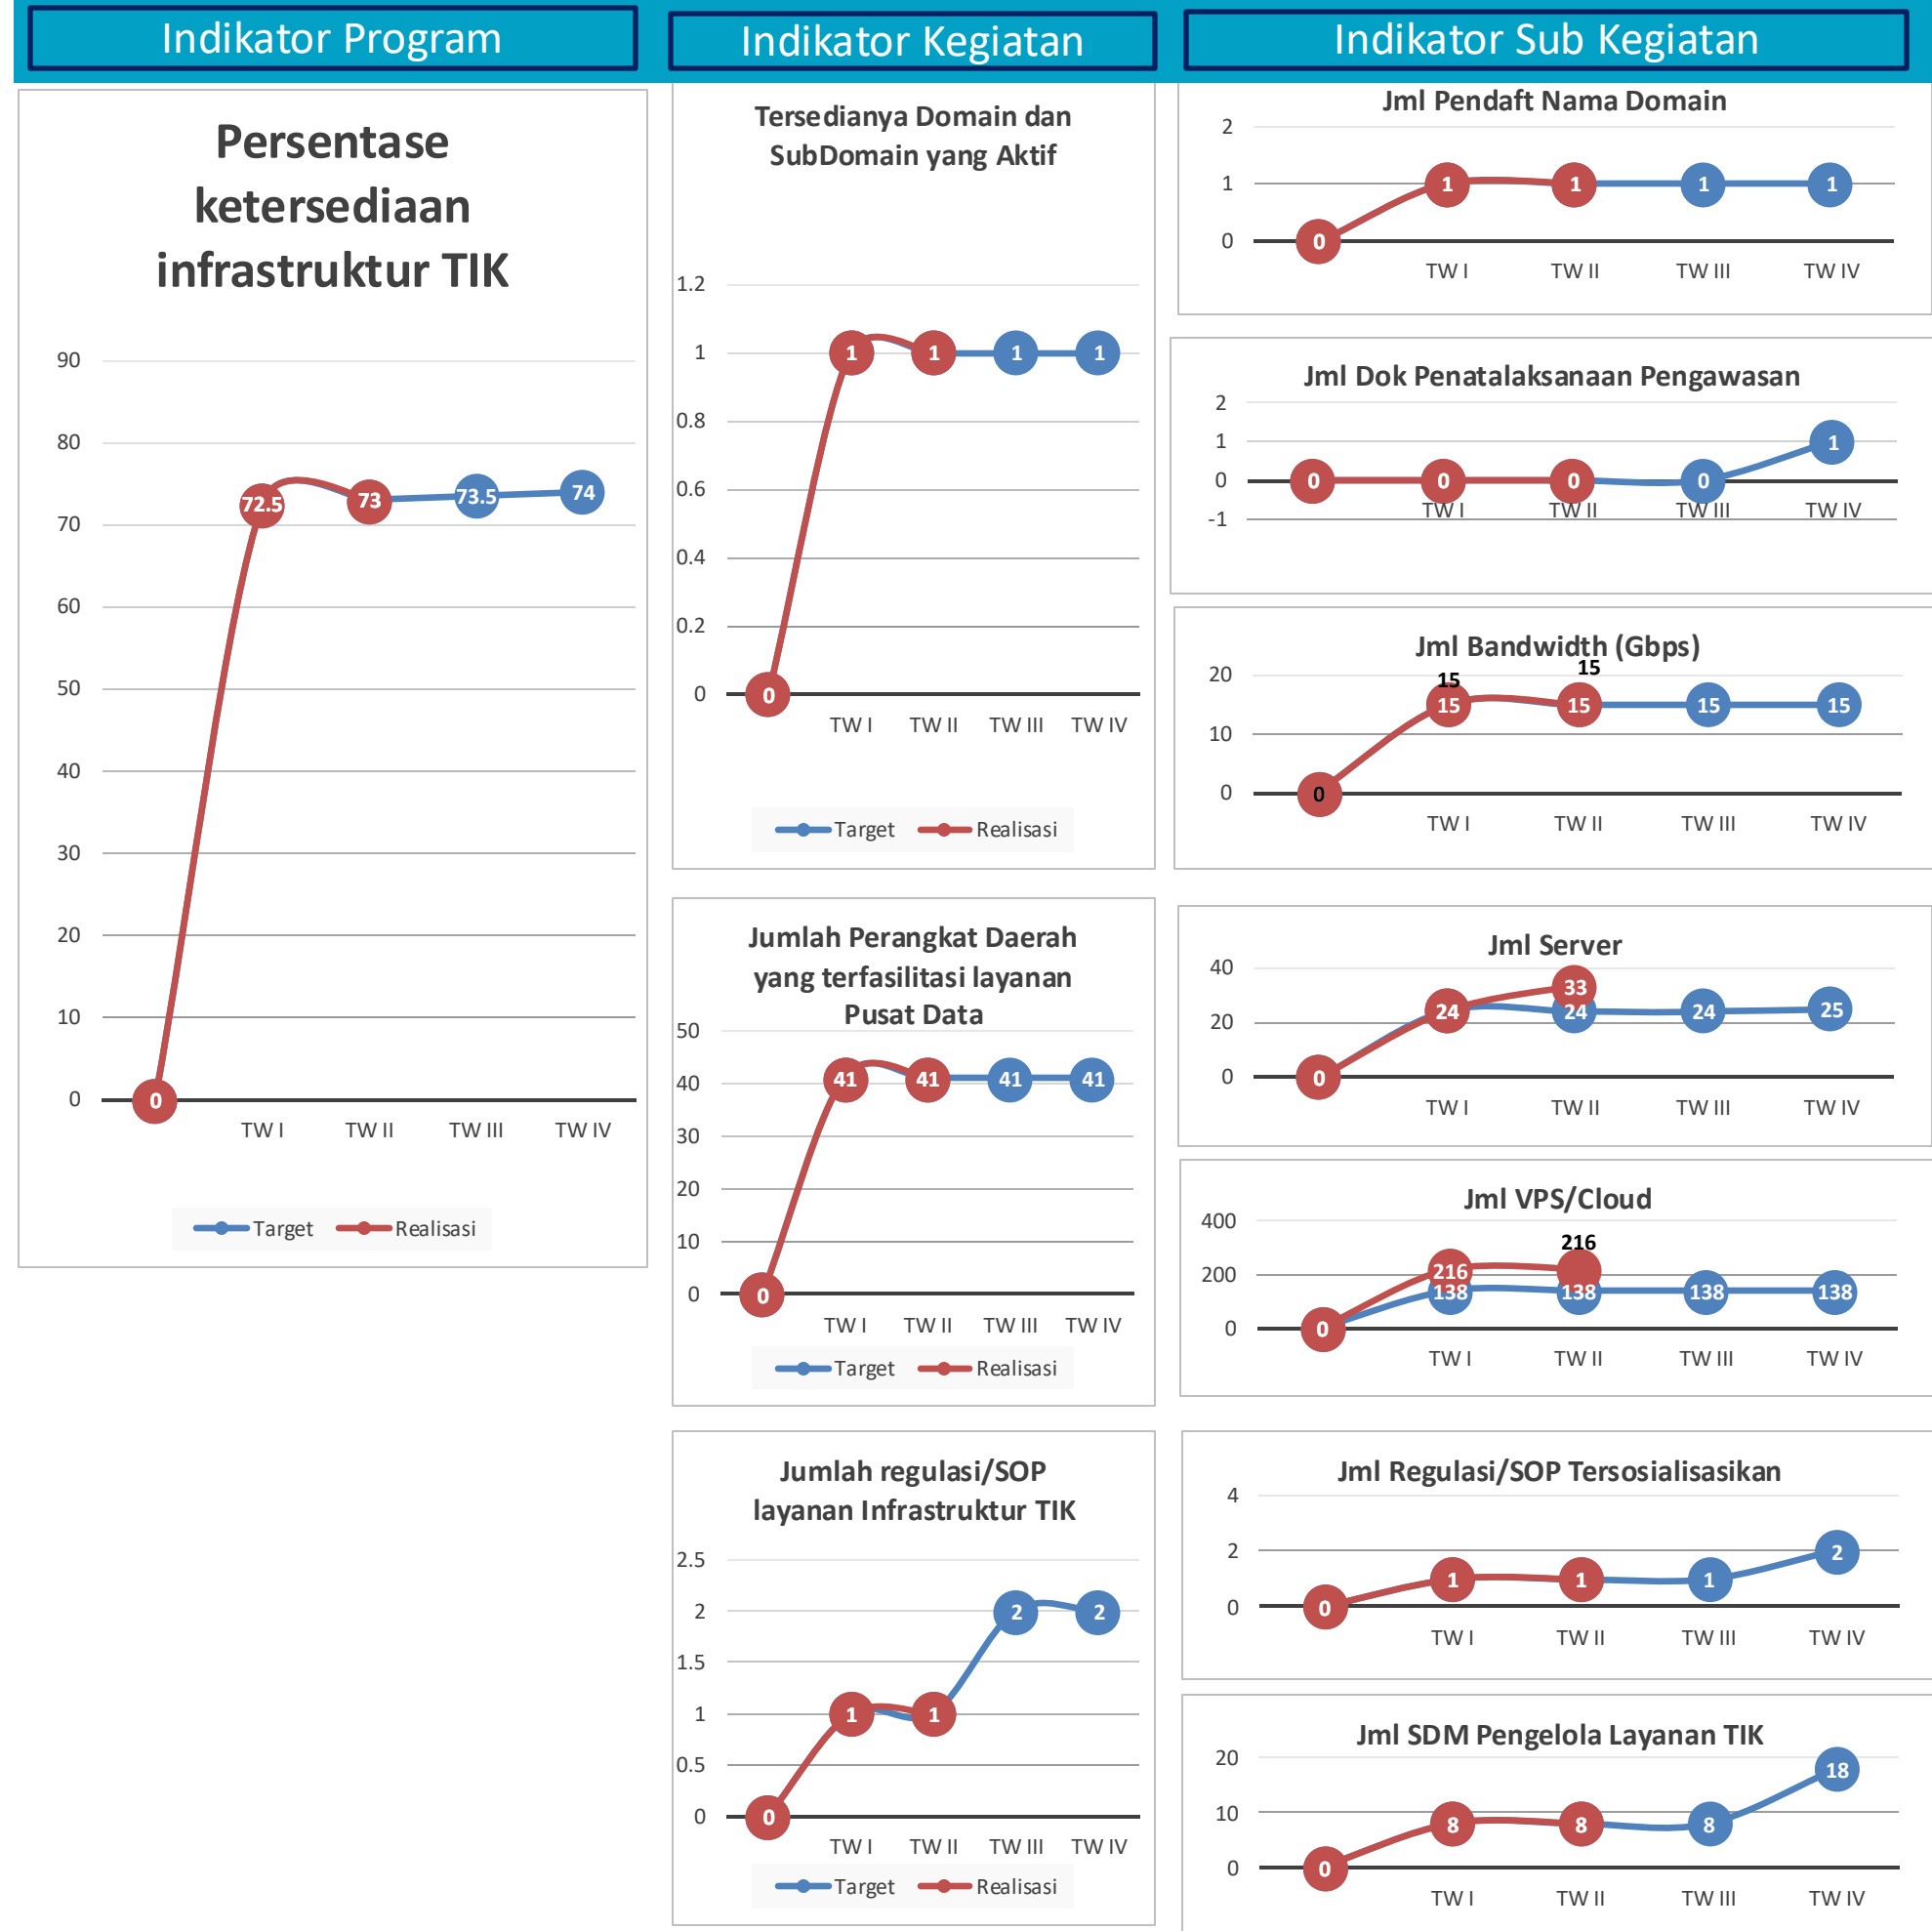 Indikator Program
Indikator Kegiatan
Indikator Sub Kegiatan
Persentase
ketersediaan
infrastruktur TIK
90
80
70
60
50
40
30
20
10
0
0
72.5
73
73.5
74
TW I
TW II
TW III
TW IV
Target
Realisasi
Tersedianya Domain dan
SubDomain yang Aktif
1.2
1
0.8
0.6
0.4
0.2
0
0
1
1
1
1
TW I
TW II
TW III
TW IV
Target
Realisasi
Jumlah Perangkat Daerah
yang terfasilitasi layanan
Pusat Data
50
40
30
20
10
0
0
41
41
41
41
TW I
TW II
TW III
TW IV
Target
Realisasi
Jumlah regulasi/SOP
layanan Infrastruktur TIK
2.5
2
1.5
1
0.5
0
0
1
1
2
2
TW I
TW II
TW III
TW IV
Target
Realisasi
Jml Pendaft Nama Domain
2
1
0
0
1
1
1
1
TW I
TW II
TW III
TW IV
Jml Dok Penatalaksanaan Pengawasan
2
1
0
-1
0
0
0
0
1
TW I
TW II
TW III
TW IV
Jml Bandwidth (Gbps)
20
10
0
15
15
0
15
15
15
15
TW I
TW II
TW III
TW IV
Jml Server
40
20
0
33
0
24
24
24
25
TW I
TW II
TW III
TW IV
Jml VPS/Cloud
400
200
0
216
216
0
138
138
138
138
TW I
TW II
TW III
TW IV
Jml Regulasi/SOP Tersosialisasikan
4
2
0
0
1
1
1
2
TW I
TW II
TW III
TW IV
Jml SDM Pengelola Layanan TIK
20
10
0
0
8
8
8
18
TW I
TW II
TW III
TW IV